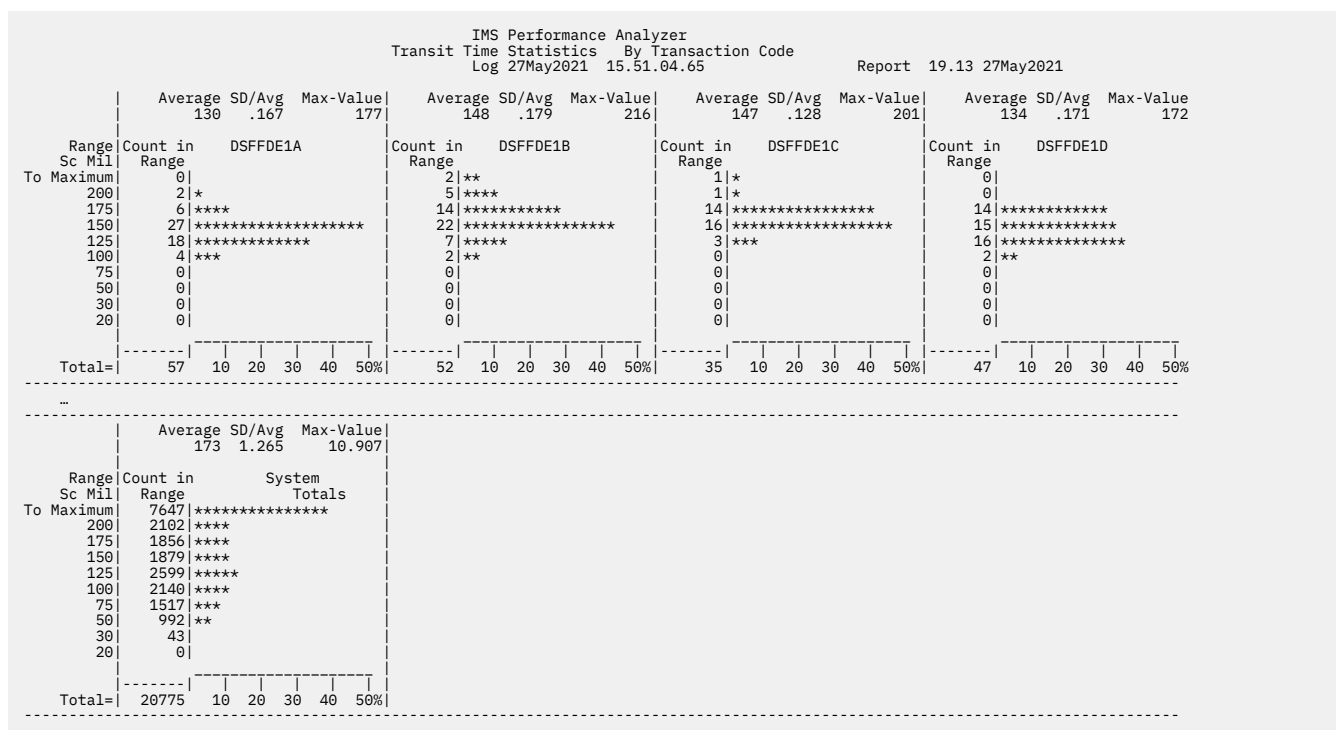 IMS Performance Analyzer
Transit Time Statistics   By Transaction Code
Log 27May2021  15.51.04.65                 Report  19.13 27May2021
          |    Average SD/Avg  Max-Value|    Average SD/Avg  Max-Value|    Average SD/Avg  Max-Value|    Average SD/Avg  Max-Value
          |        130   .167        177|        148   .179        216|        147   .128        201|        134   .171        172
     Range|Count in    DSFFDE1A         |Count in    DSFFDE1B         |Count in    DSFFDE1C         |Count in    DSFFDE1D
    Sc Mil|  Range                      |  Range                      |  Range                      |  Range
To Maximum|      0|                     |      2|**                   |      1|*                    |      0|
       200|      2|*                    |      5|****                 |      1|*                    |      0|
       175|      6|****                 |     14|***********          |     14|****************     |     14|************
       150|     27|*******************  |     22|*****************    |     16|******************   |     15|*************
       125|     18|*************        |      7|*****                |      3|***                  |     16|**************
       100|      4|***                  |      2|**                   |      0|                     |      2|**
        75|      0|                     |      0|                     |      0|                     |      0|
        50|      0|                     |      0|                     |      0|                     |      0|
        30|      0|                     |      0|                     |      0|                     |      0|
        20|      0|                     |      0|                     |      0|                     |      0|
    Total=|     57   10  20  30  40  50%|     52   10  20  30  40  50%|     35   10  20  30  40  50%|     47   10  20  30  40  50%
…
          |    Average SD/Avg  Max-Value|
          |        173  1.265     10.907|
     Range|Count in        System       |
    Sc Mil|  Range            Totals    |
To Maximum|   7647|***************      |
       200|   2102|****                 |
       175|   1856|****                 |
       150|   1879|****                 |
       125|   2599|*****                |
       100|   2140|****                 |
        75|   1517|***                  |
        50|    992|**                   |
        30|     43|                     |
        20|      0|                     |
    Total=|  20775   10  20  30  40  50%|